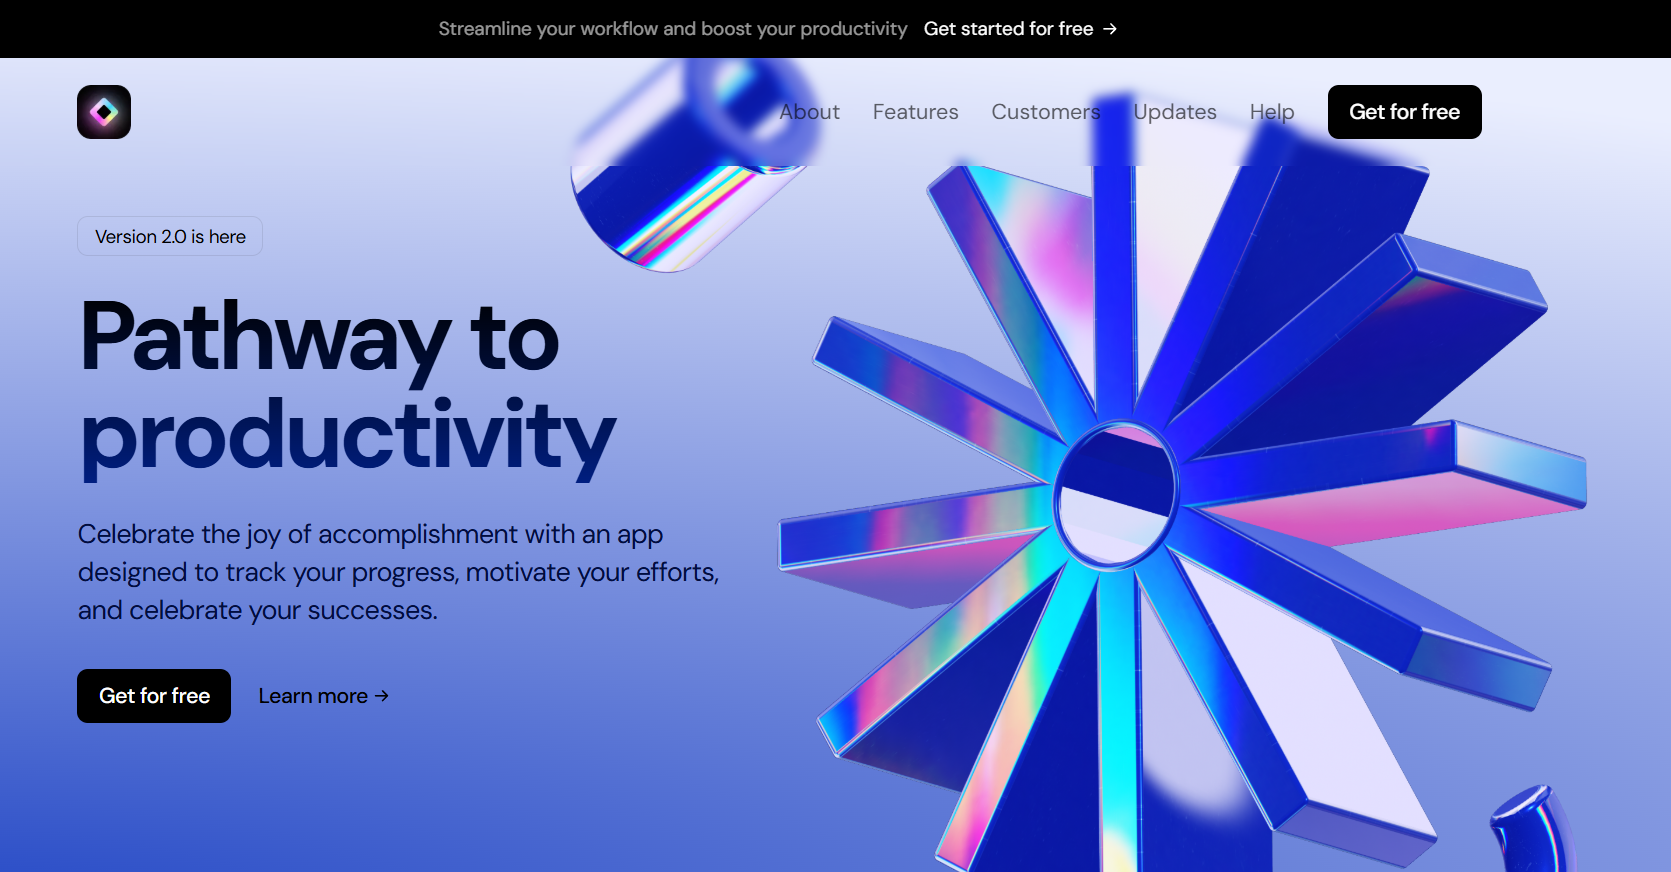 Streamline your workflow and boost your productivity Get started for free →
About Features Customers Updates Help Get for free
Version 2.0 is here
Pathway to
productivity
Celebrate the joy of accomplishment with an app
designed to track your progress, motivate your efforts,
and celebrate your successes.
Get for free Learn more →